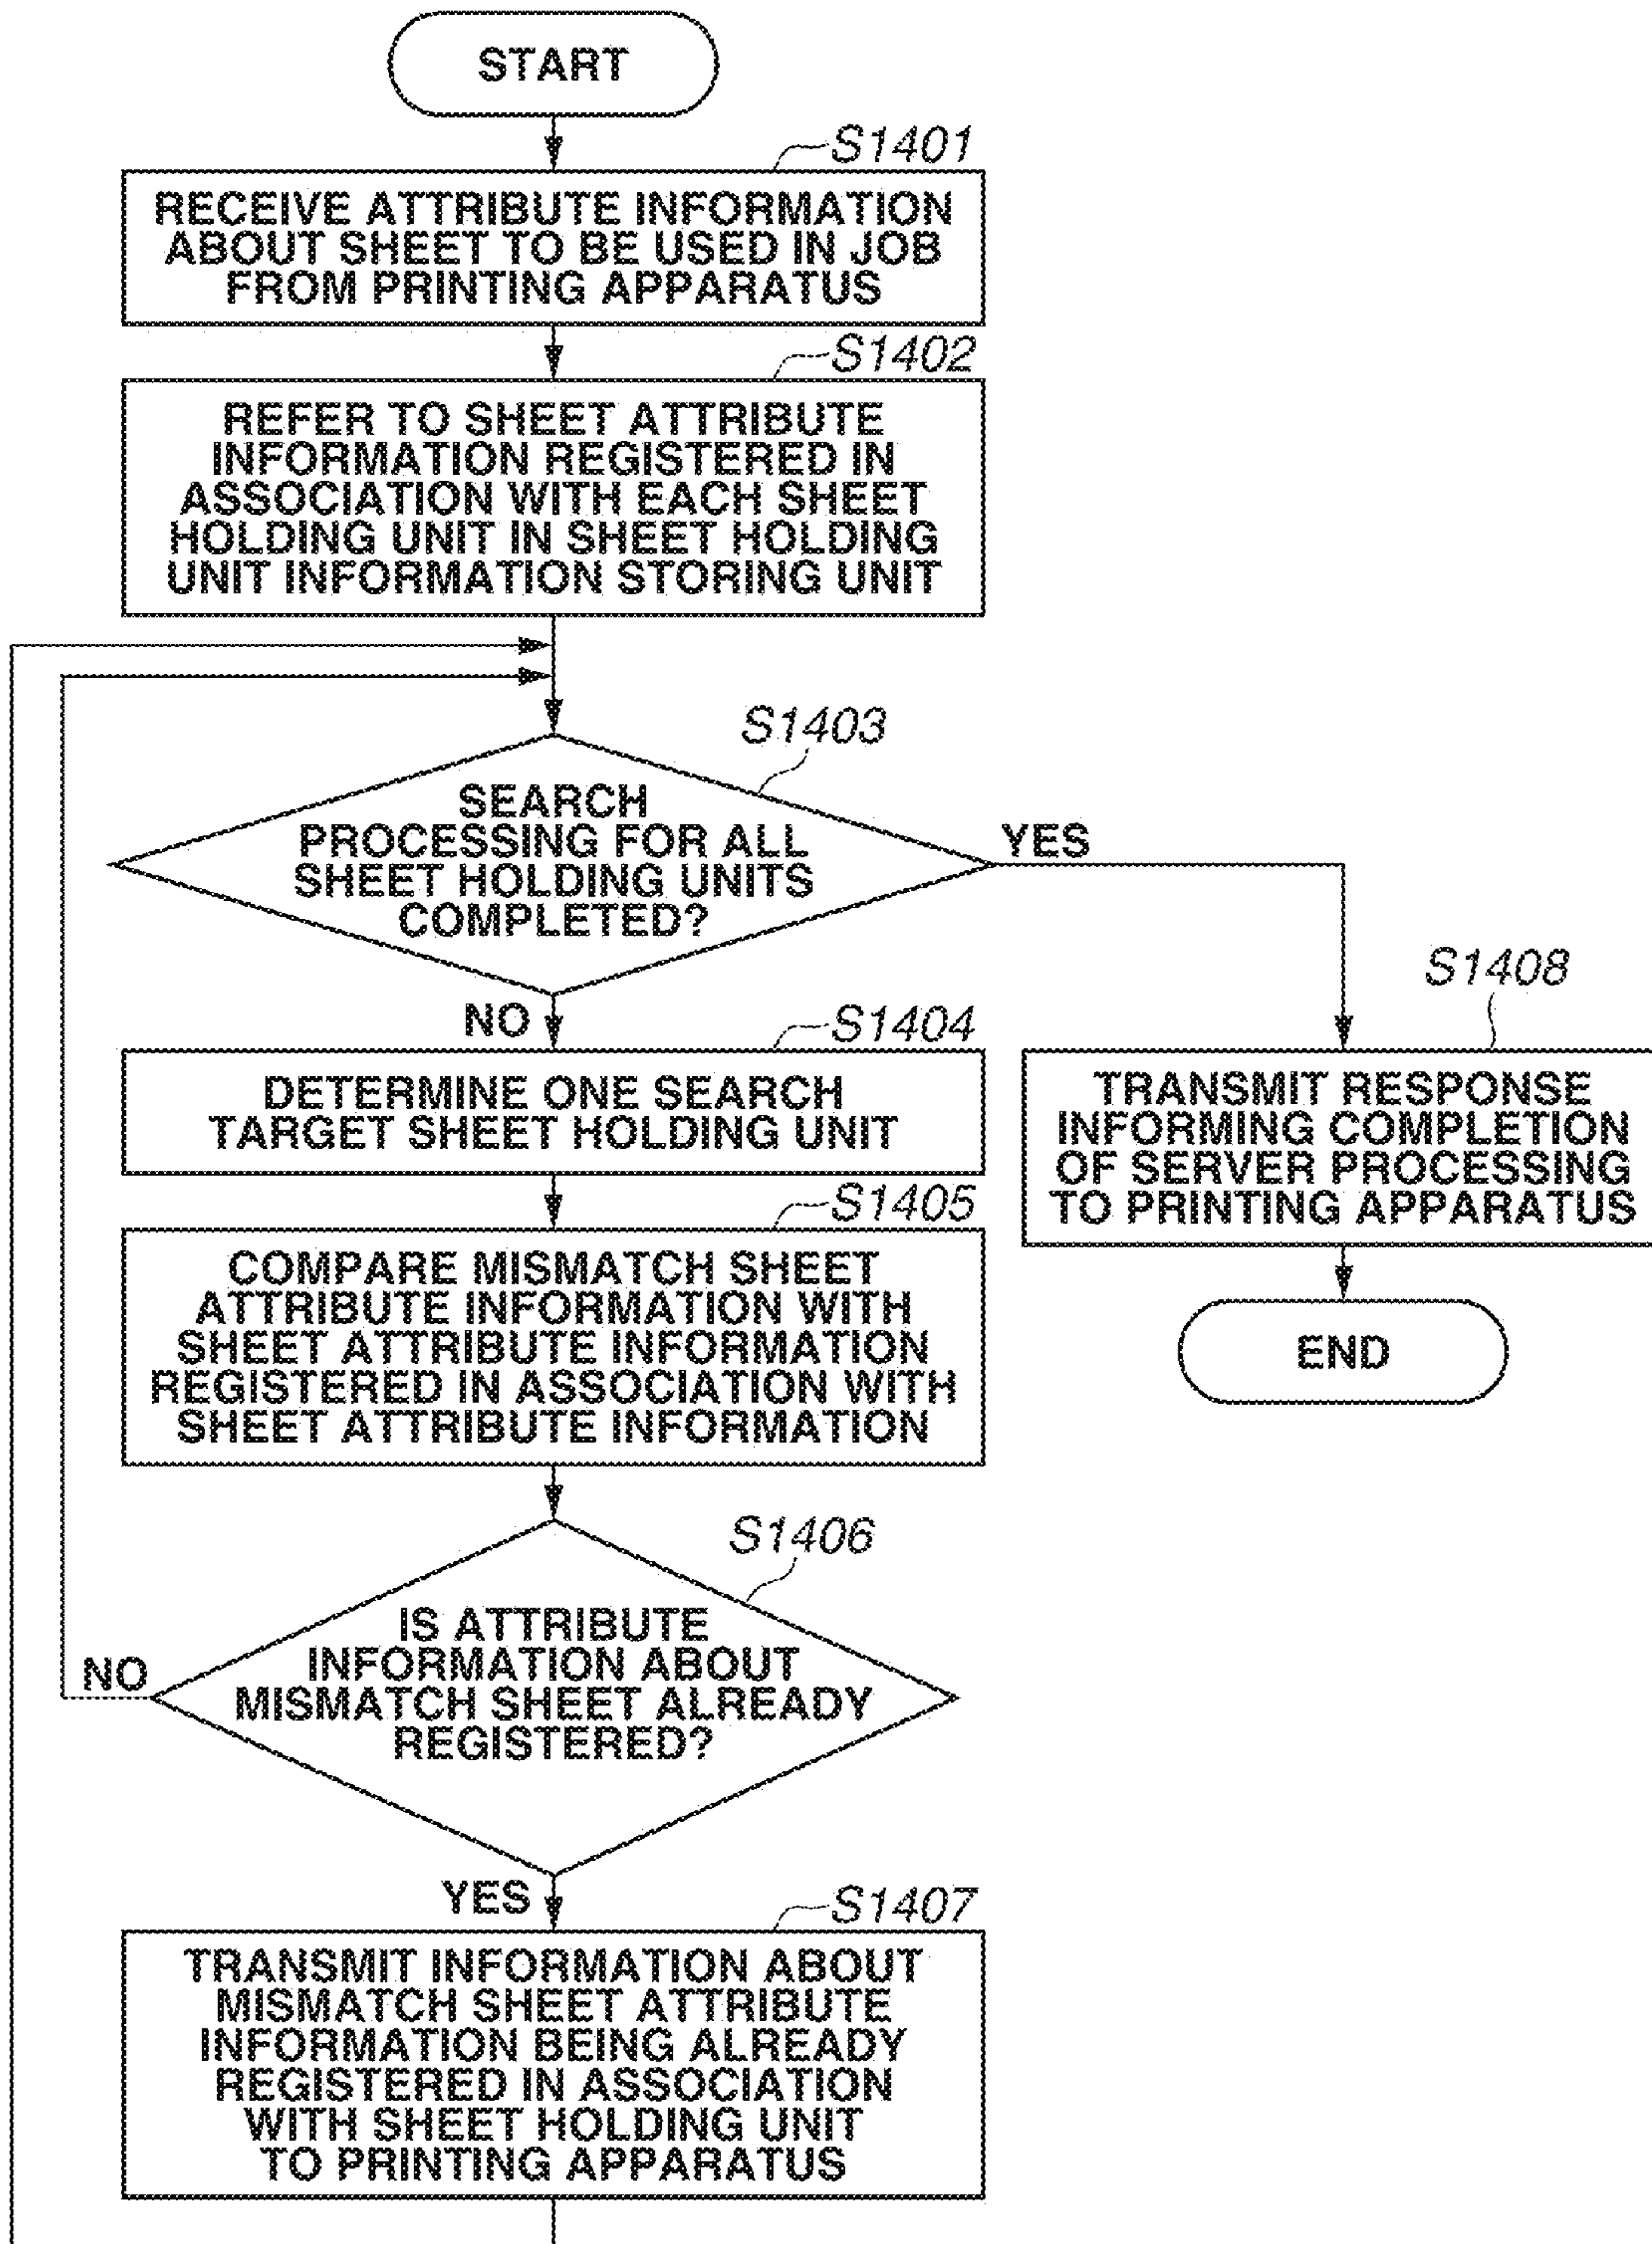 START
S1401
RECEIVE ATTRIBUTE INFORMATION
ABOUT SHEET TO BE USED IN JOB
FROM PRINTING APPARATUS
S1402
REFER TO SHEET ATTRIBUTE
INFORMATION REGISTERED IN
ASSOCIATION WITH EACH SHEET
HOLDING UNIT IN SHEET HOLDING
UNIT INFORMATION STORING UNIT
S1403
SEARCH
PROCESSING FOR ALL
SHEET HOLDING UNITS
COMPLETED?
YES
NO
S1404
DETERMINE ONE SEARCH
TARGET SHEET HOLDING UNIT
S1408
TRANSMIT RESPONSE
INFORMING COMPLETION
OF SERVER PROCESSING
TO PRINTING APPARATUS
END
S1405
COMPARE MISMATCH SHEET
ATTRIBUTE INFORMATION WITH
SHEET ATTRIBUTE INFORMATION
REGISTERED IN ASSOCIATION WITH
SHEET ATTRIBUTE INFORMATION
S1406
IS ATTRIBUTE
INFORMATION ABOUT
MISMATCH SHEET ALREADY
REGISTERED?
NO
YES
S1407
TRANSMIT INFORMATION ABOUT
MISMATCH SHEET ATTRIBUTE
INFORMATION BEING ALREADY
REGISTERED IN ASSOCIATION
WITH SHEET HOLDING UNIT
TO PRINTING APPARATUS